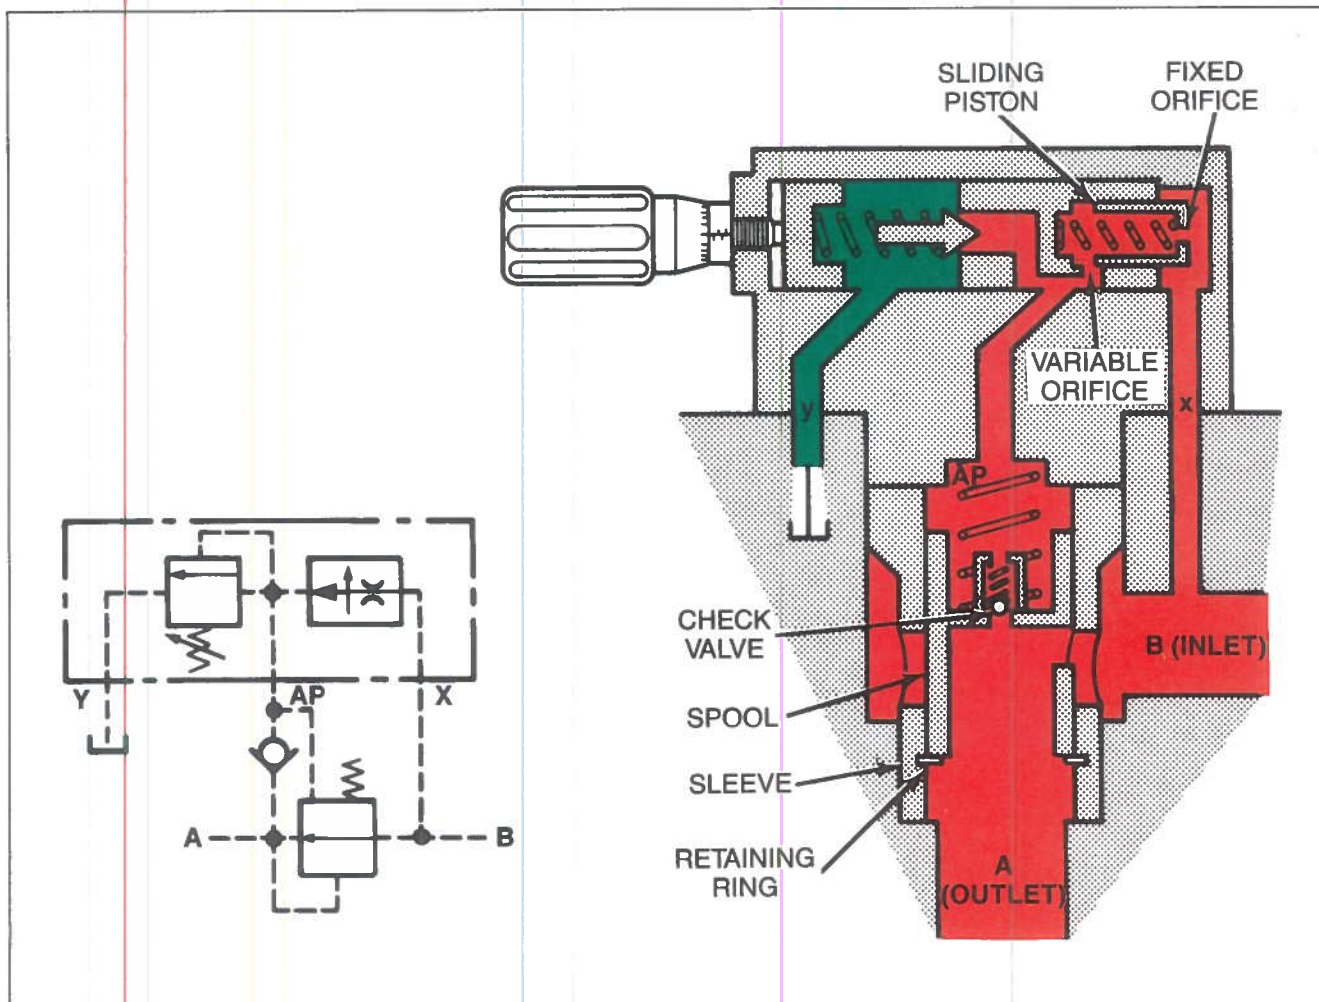 SLIDING
PISTON
FIXED
ORIFICE
VARIABLE
ORIFICE
y
x
AP
CHECK
VALVE
B (INLET)
SPOOL
SLEEVE
RETAINING
RING
A
(OUTLET)
Y
AP
X
A
B